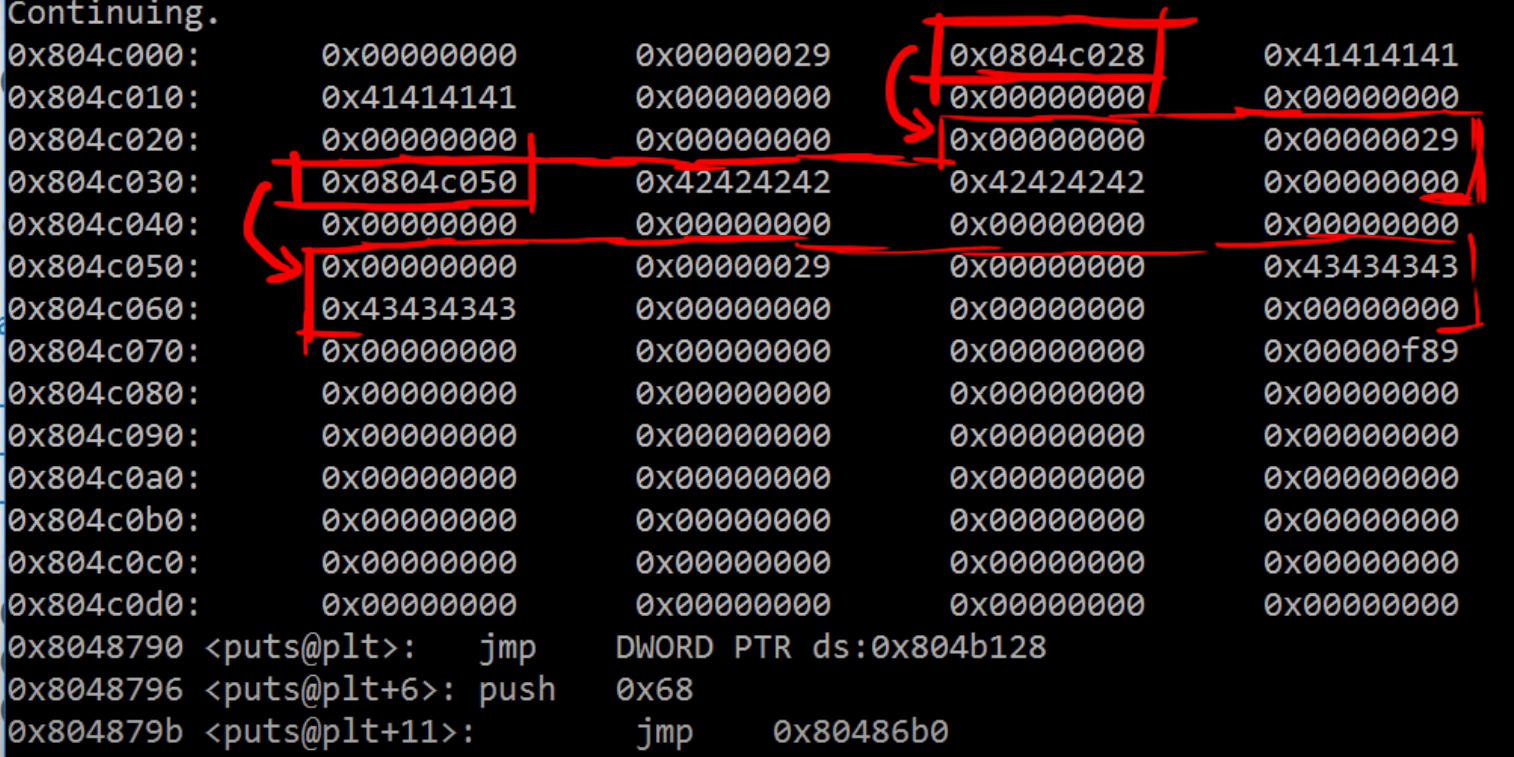 Continuing.
0x804c000: 0x00000000 0x00000029 0x0804c028 0x41414141
0x804c010: 0x41414141 0x00000000 0x00000000 0x00000000
0x804c020: 0x00000000 0x00000000 0x00000000 0x00000029
0x804c030: 0x0804c050 0x42424242 0x42424242 0x00000000
0x804c040: 0x00000000 0x00000000 0x00000000 0x00000000
0x804c050: 0x00000000 0x00000029 0x00000000 0x43434343
0x804c060: 0x43434343 0x00000000 0x00000000 0x00000000
0x804c070: 0x00000000 0x00000000 0x00000000 0x00000f89
0x804c080: 0x00000000 0x00000000 0x00000000 0x00000000
0x804c090: 0x00000000 0x00000000 0x00000000 0x00000000
0x804c0a0: 0x00000000 0x00000000 0x00000000 0x00000000
0x804c0b0: 0x00000000 0x00000000 0x00000000 0x00000000
0x804c0c0: 0x00000000 0x00000000 0x00000000 0x00000000
0x804c0d0: 0x00000000 0x00000000 0x00000000 0x00000000
0x8048790 <puts@plt>: jmp DWORD PTR ds:0x804b128
0x8048796 <puts@plt+6>: push 0x68
0x804879b <puts@plt+11>: jmp 0x80486b0